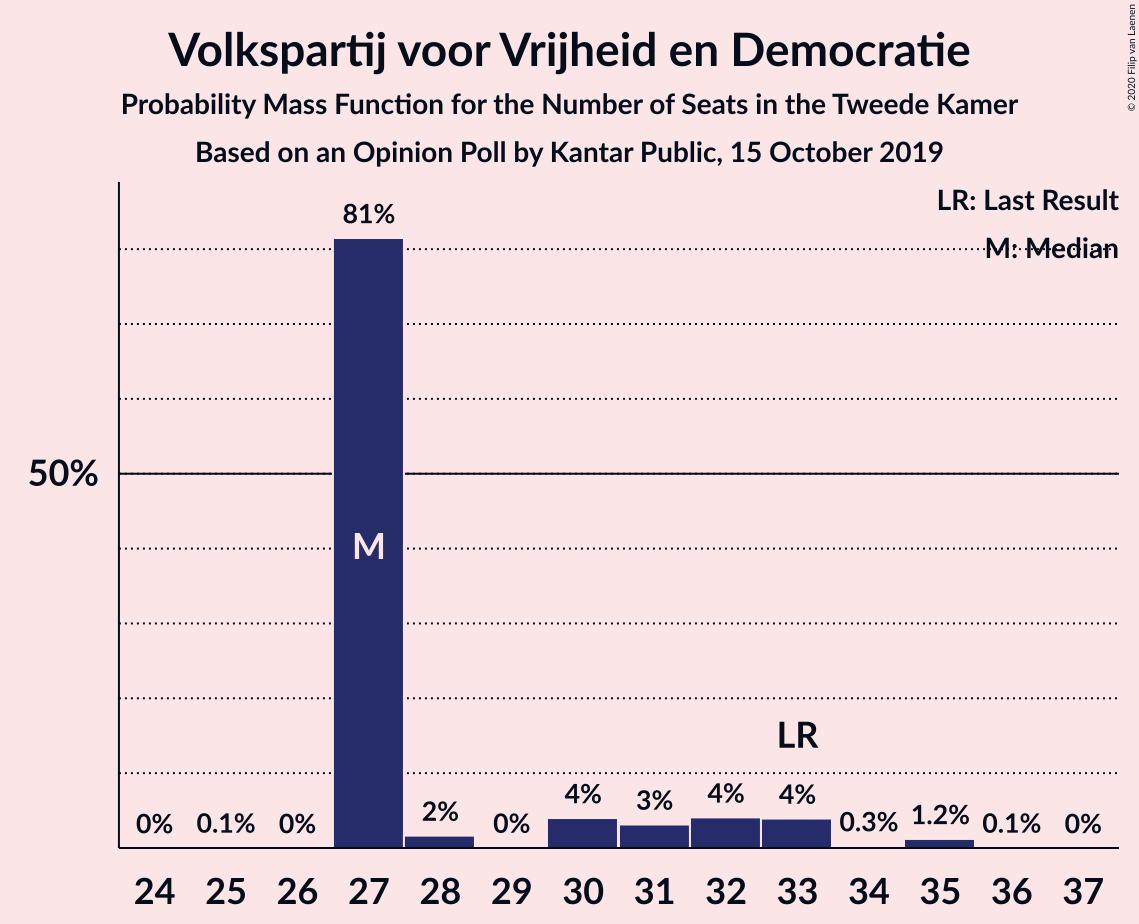 Volkspartij voor Vrijheid en Democratie
Probability Mass Function for the Number of Seats in the Tweede Kamer
Based on an Opinion Poll by Kantar Public, 15 October 2019
© 2020 Filip van Laenen
LR: Last Result
M: Median
81%
50%
M
LR
0% 0.1% 0% 2% 0% 4% 3% 4% 4% 0.3% 1.2% 0.1% 0%
24 25 26 27 28 29 30 31 32 33 34 35 36 37